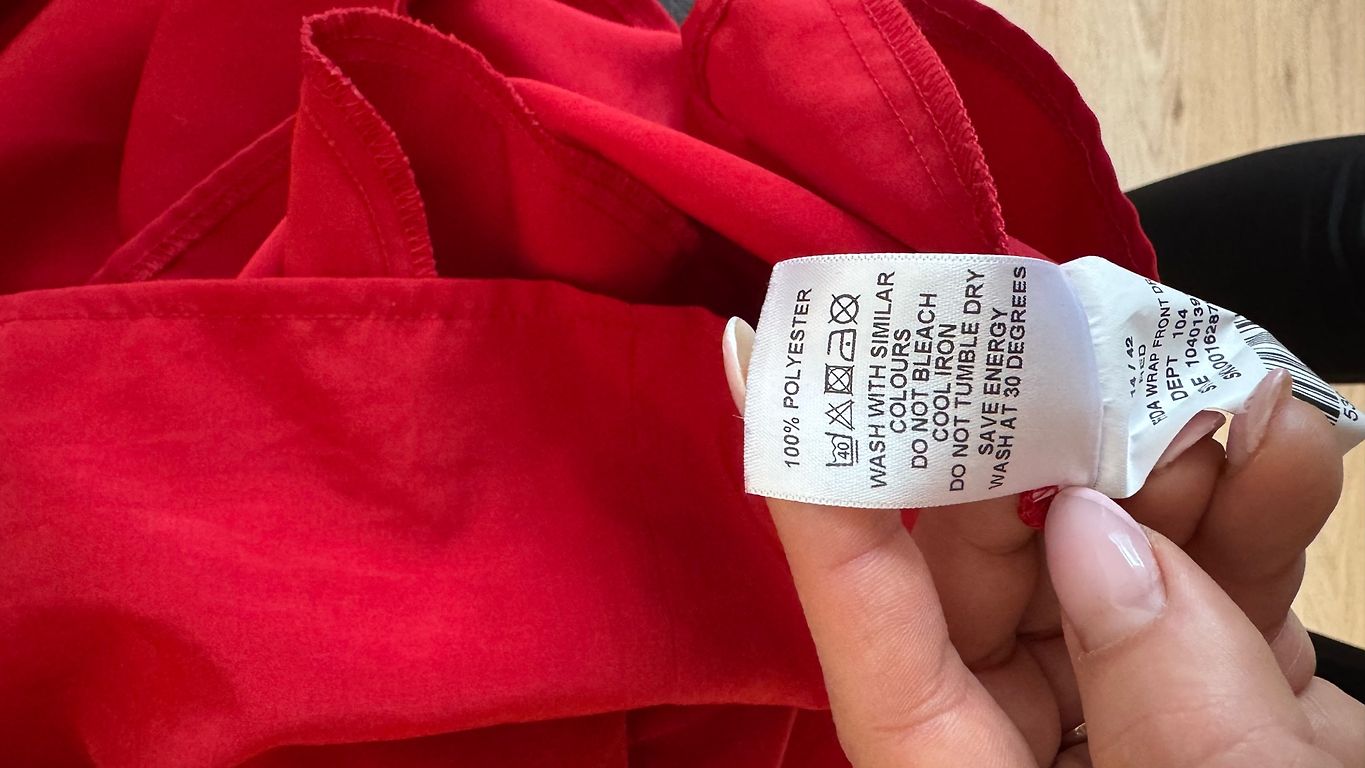 100% POLYESTER
40
WASH WITH SIMILAR
COLOURS
DO NOT BLEACH
COOL IRON
DO NOT TUMBLE DRY
SAVE ENERGY
WASH AT 30 DEGREES
14 / 42
MED
WRAP FRONT
DEPT 104